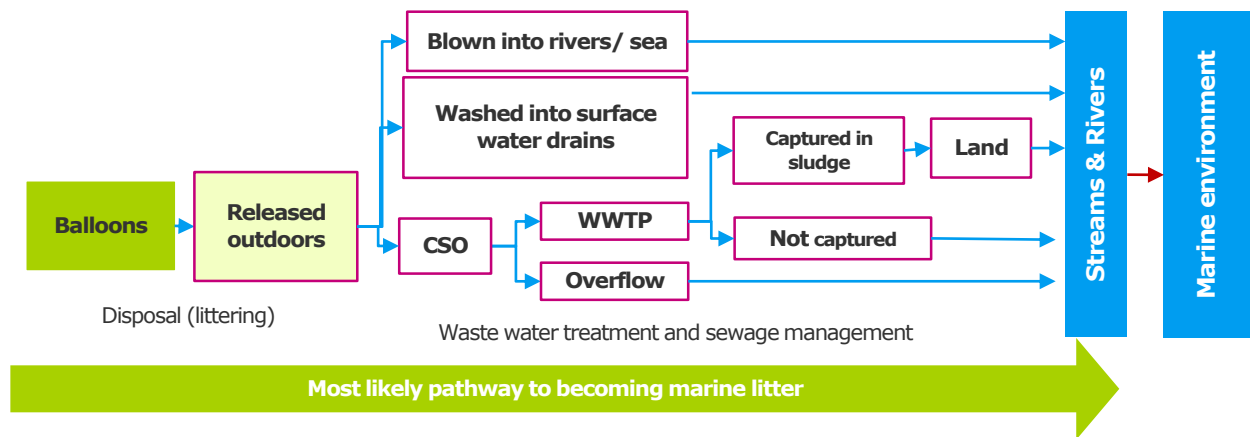 Blown into rivers/ sea
Washed into surface
water drains
Captured in
sludge
Land
Balloons
Released
outdoors
CSO
WWTP
Not captured
Overflow
Streams & Rivers
Marine environment
Disposal (littering)
Waste water treatment and sewage management
Most likely pathway to becoming marine litter